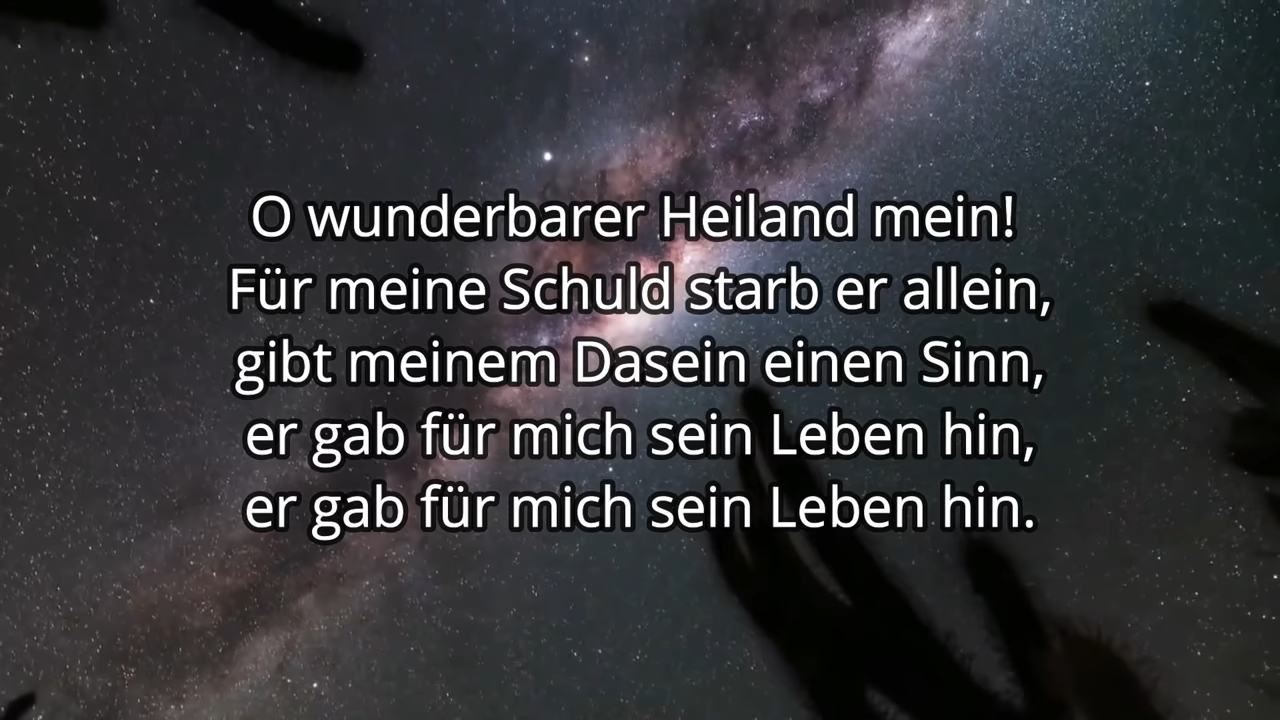 O wunderbarer Heiland mein!
Für meine Schuld starb er allein,
gibt meinem Dasein einen Sinn,
er gab für mich sein Leben hin,
er gab für mich sein Leben hin.